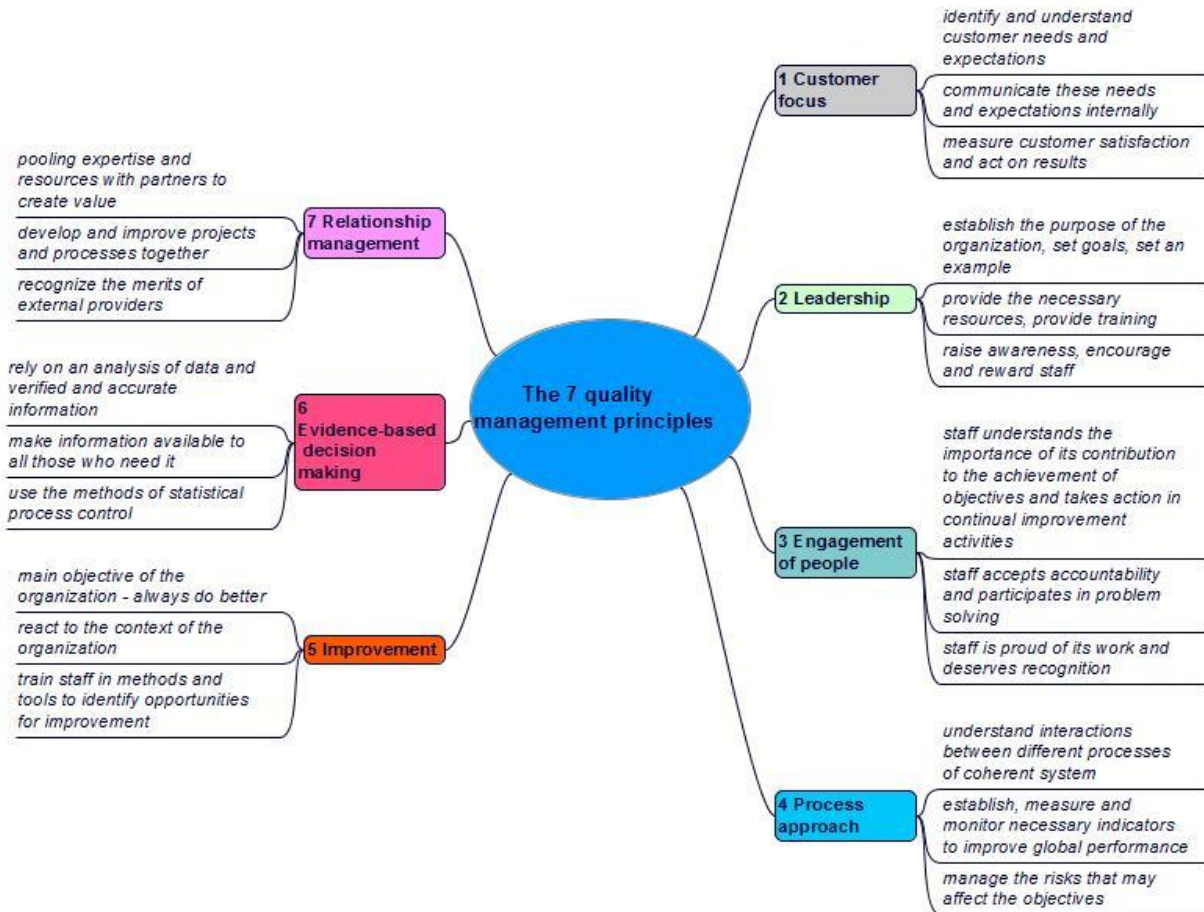 The 7 quality
management principles
1 Customer
focus
identify and understand
customer needs and
expectations
communicate these needs
and expectations internally
measure customer satisfaction
and act on results
2 Leadership
establish the purpose of the
organization, set goals, set an
example
provide the necessary
resources, provide training
raise awareness, encourage
and reward staff
3 Engagement
of people
staff understands the
importance of its contribution
to the achievement of
objectives and takes action in
continual improvement
activities
staff accepts accountability
and participates in problem
solving
staff is proud of its work and
deserves recognition
4 Process
approach
understand interactions
between different processes
of coherent system
establish, measure and
monitor necessary indicators
to improve global performance
manage the risks that may
affect the objectives
5 Improvement
main objective of the
organization - always do better
react to the context of the
organization
train staff in methods and
tools to identify opportunities
for improvement
6
Evidence-based
decision
making
rely on an analysis of data and
verified and accurate
information
make information available to
all those who need it
use the methods of statistical
process control
7 Relationship
management
pooling expertise and
resources with partners to
create value
develop and improve projects
and processes together
recognize the merits of
external providers